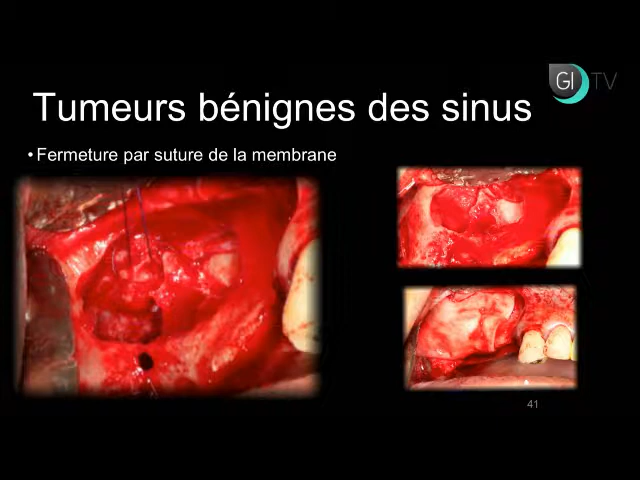 GI TV
Tumeurs bénignes des sinus
• Fermeture par suture de la membrane
41